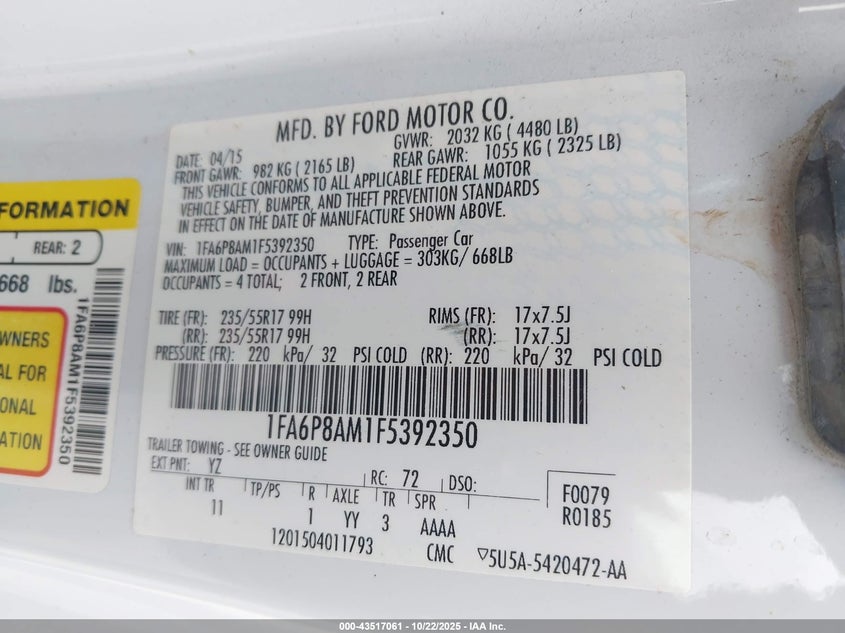 MFD. BY FORD MOTOR CO.
DATE: 04/15 GVWR: 2032 KG ( 4480 LB)
FRONT GAWR: 982 KG ( 2165 LB) REAR GAWR: 1055 KG ( 2325 LB)
THIS VEHICLE CONFORMS TO ALL APPLICABLE FEDERAL MOTOR
VEHICLE SAFETY, BUMPER, AND THEFT PREVENTION STANDARDS
IN EFFECT ON THE DATE OF MANUFACTURE SHOWN ABOVE.
VIN: 1FA6P8AM1F5392350 TYPE: Passenger Car
MAXIMUM LOAD = OCCUPANTS + LUGGAGE = 303KG/ 668LB
OCCUPANTS = 4 TOTAL; 2 FRONT, 2 REAR
TIRE (FR): 235/55R17 99H RIMS (FR): 17x7.5J
(RR): 235/55R17 99H (RR): 17x7.5J
PRESSURE (FR): 220 kPa/ 32 PSI COLD (RR): 220 kPa/ 32 PSI COLD
1FA6P8AM1F5392350
TRAILER TOWING - SEE OWNER GUIDE
EXT PNT: YZ RC: 72 DSO:
INT TR TP/PS R AXLE TR SPR
11 1 YY 3 AAAA
F0079
R0185
1201504011793 CMC ▽5U5A-5420472-AA
FORMATION
REAR: 2
668 lbs.
1FA6P8AM1F5392350
WNERS
AL FOR
ONAL
ATION
000-43517061 - 10/22/2025 - IAA Inc.